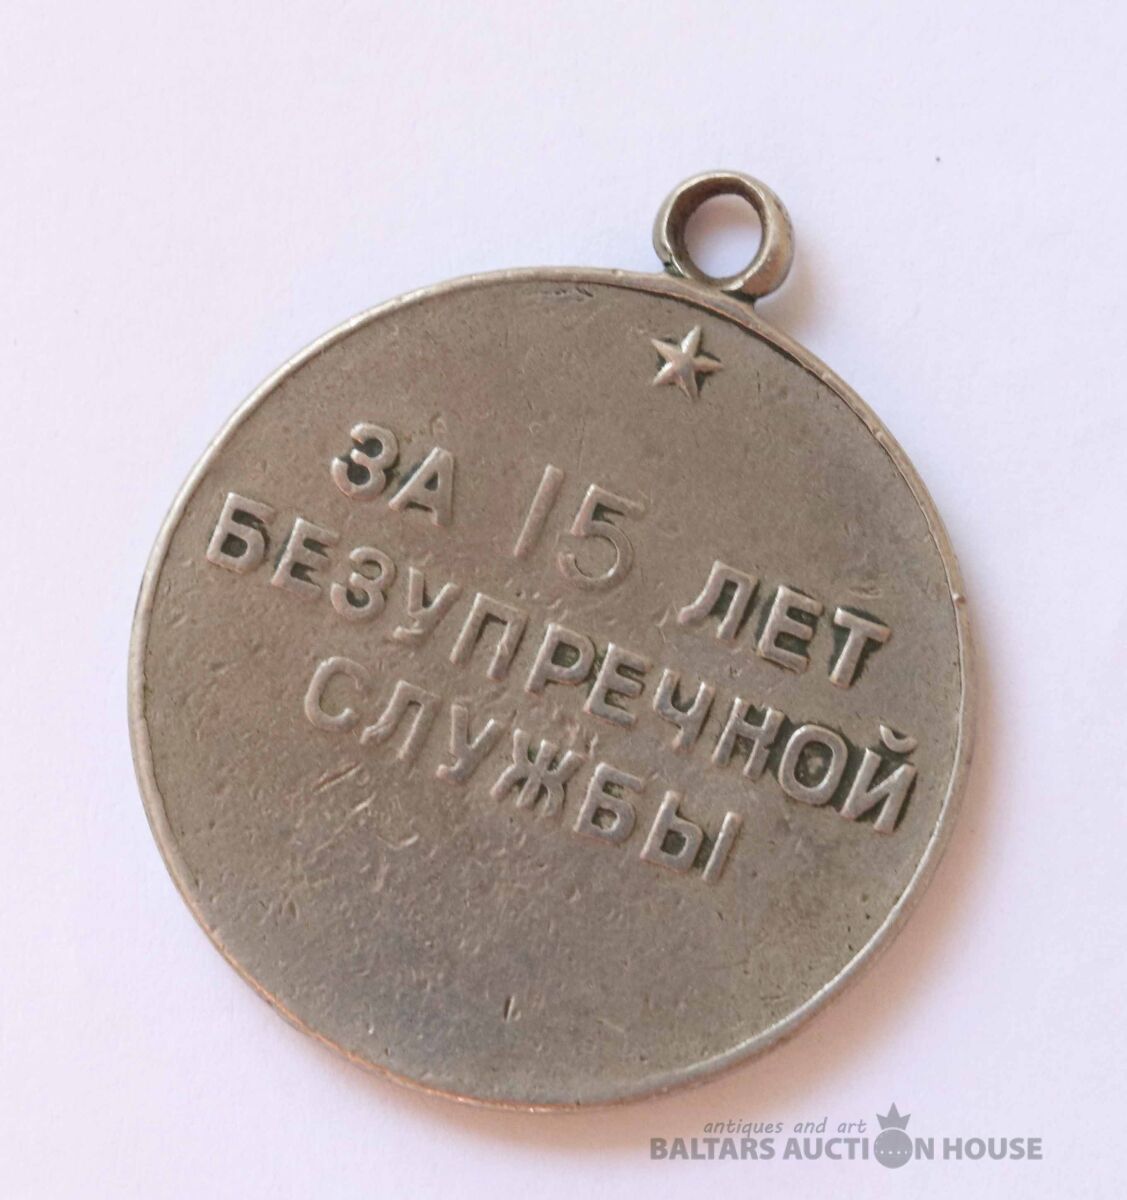 ЗА 15 ЛЕТ
БЕЗУПРЕЧНОЙ
СЛУЖБЫ
antiques and art
BALTARS AUCTION HOUSE